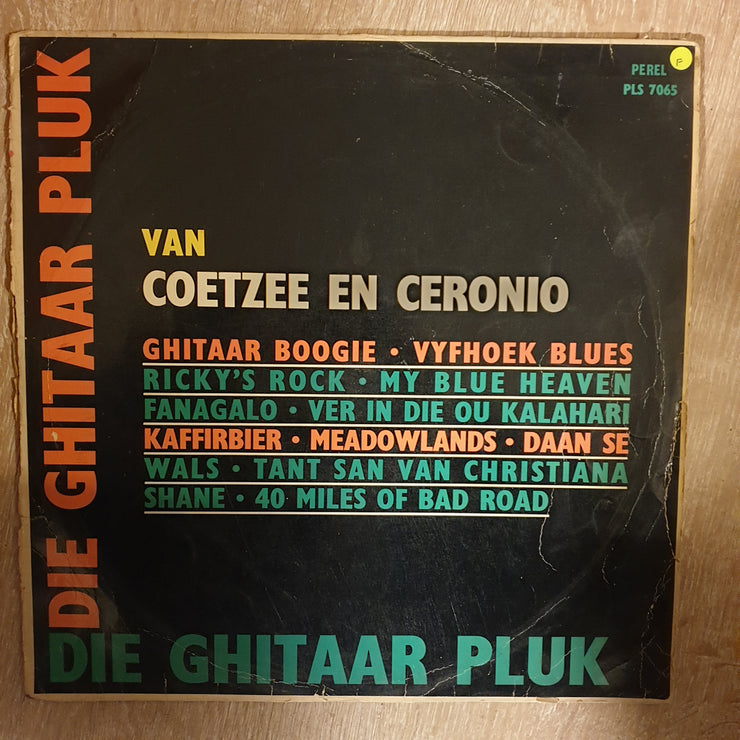 DIE GHITAAR PLUK
PEREL
F
PLS 7065
VAN
COETZEE EN CERONIO
GHITAAR BOOGIE • VYFHOEK BLUES
RICKY'S ROCK • MY BLUE HEAVEN
FANAGALO • VER IN DIE OU KALAHARI
KAFFIRBIER • MEADOWLANDS • DAAN SE
WALS • TANT SAN VAN CHRISTIANA
SHANE • 40 MILES OF BAD ROAD
DIE GHITAAR PLUK